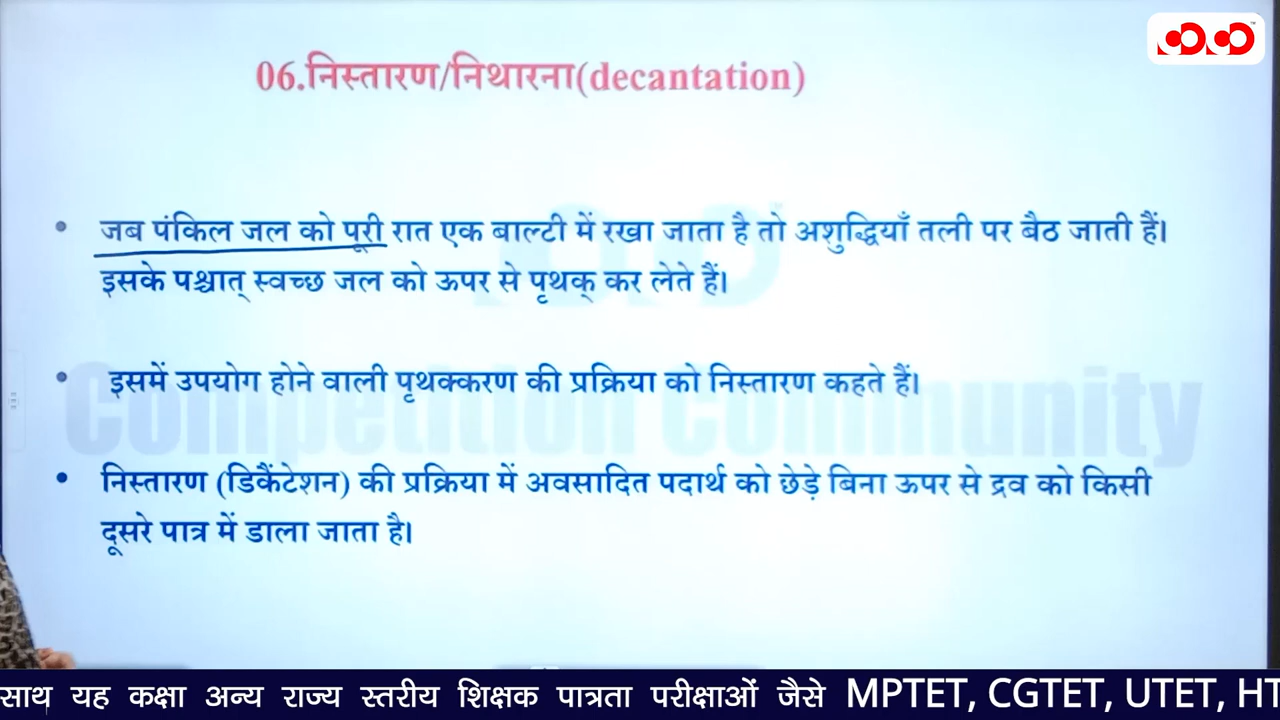 06.निस्तारण/निथारना(decantation)
• जब पंकिल जल को पूरी रात एक बाल्टी में रखा जाता है तो अशुद्धियाँ तली पर बैठ जाती हैं।
इसके पश्चात् स्वच्छ जल को ऊपर से पृथक् कर लेते हैं।
• इसमें उपयोग होने वाली पृथक्करण की प्रक्रिया को निस्तारण कहते हैं।
Competition Community
• निस्तारण (डिकैंटेशन) की प्रक्रिया में अवसादित पदार्थ को छेड़े बिना ऊपर से द्रव को किसी
दूसरे पात्र में डाला जाता है।
साथ यह कक्षा अन्य राज्य स्तरीय शिक्षक पात्रता परीक्षाओं जैसे MPTET, CGTET, UTET, HT